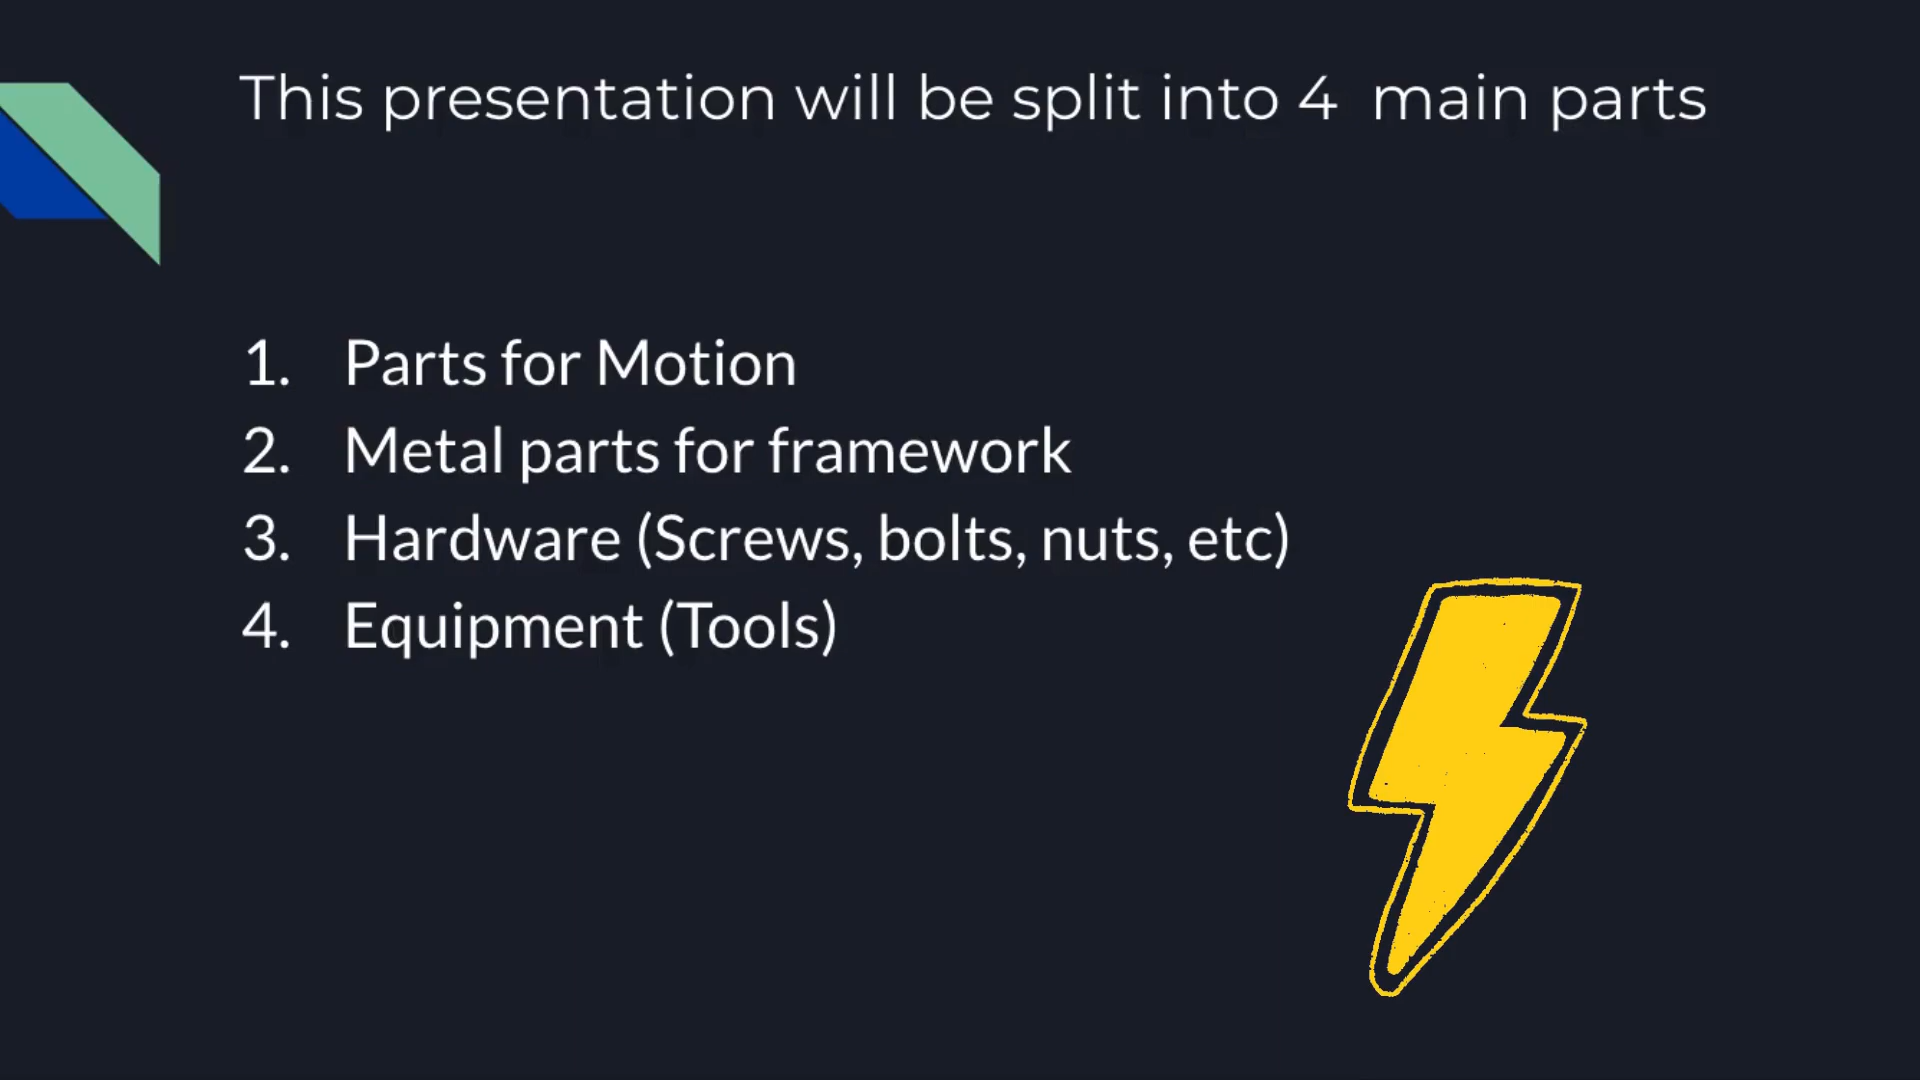 This presentation will be split into 4  main parts
1. Parts for Motion
2. Metal parts for framework
3. Hardware (Screws, bolts, nuts, etc)
4. Equipment (Tools)